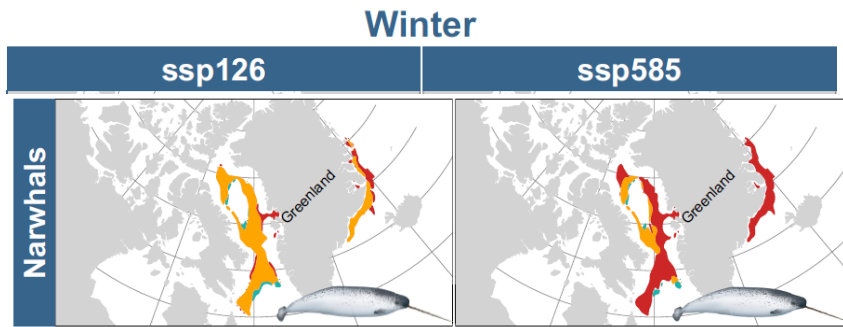 Winter
ssp126
ssp585
Narwhals
Greenland
Greenland